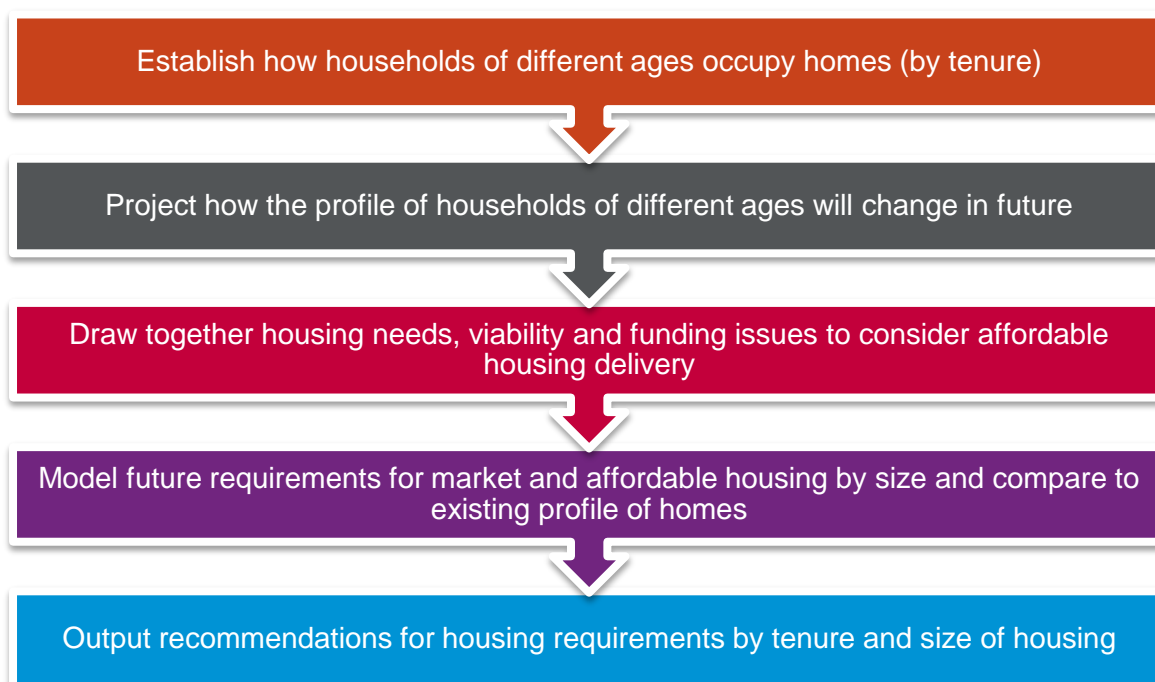 Establish how households of different ages occupy homes (by tenure)
Project how the profile of households of different ages will change in future
Draw together housing needs, viability and funding issues to consider affordable
housing delivery
Model future requirements for market and affordable housing by size and compare to
existing profile of homes
Output recommendations for housing requirements by tenure and size of housing